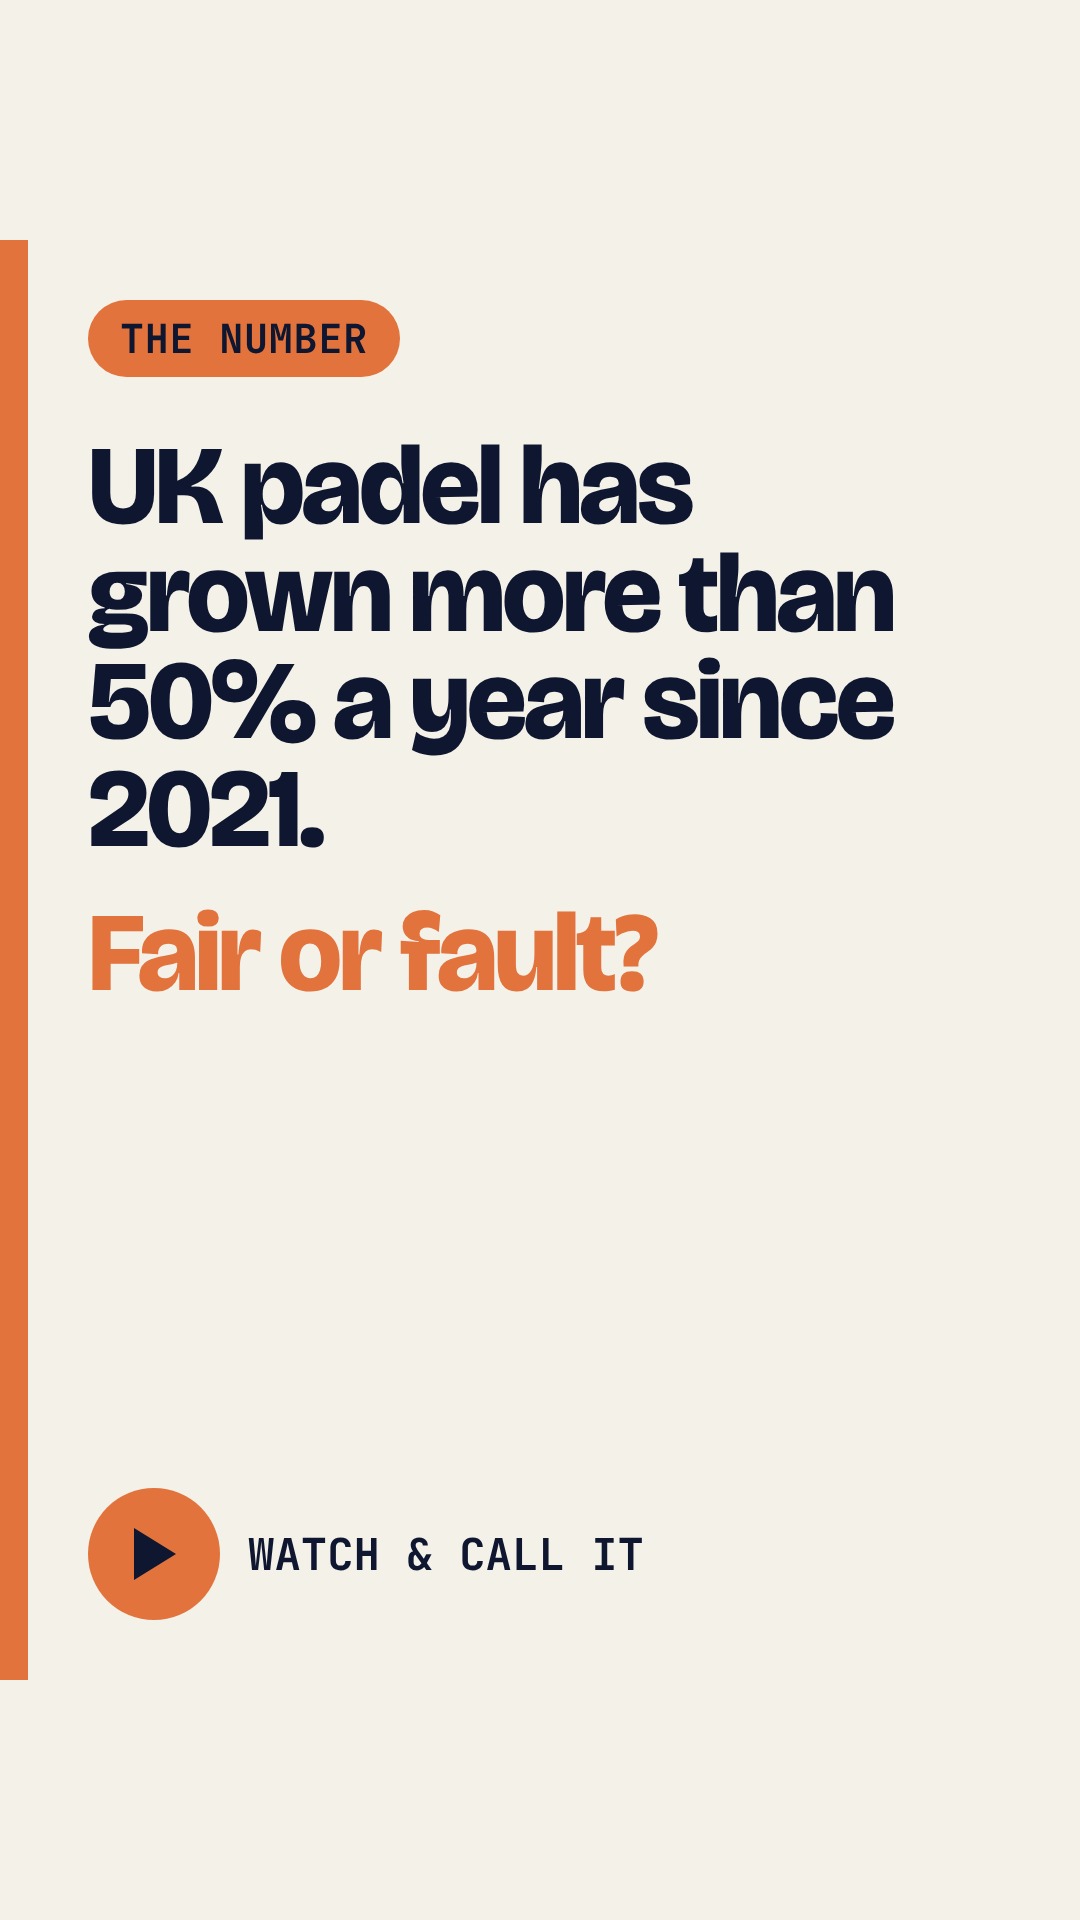 THE NUMBER
UK padel has
grown more than
50% a year since
2021.
Fair or fault?
WATCH & CALL IT